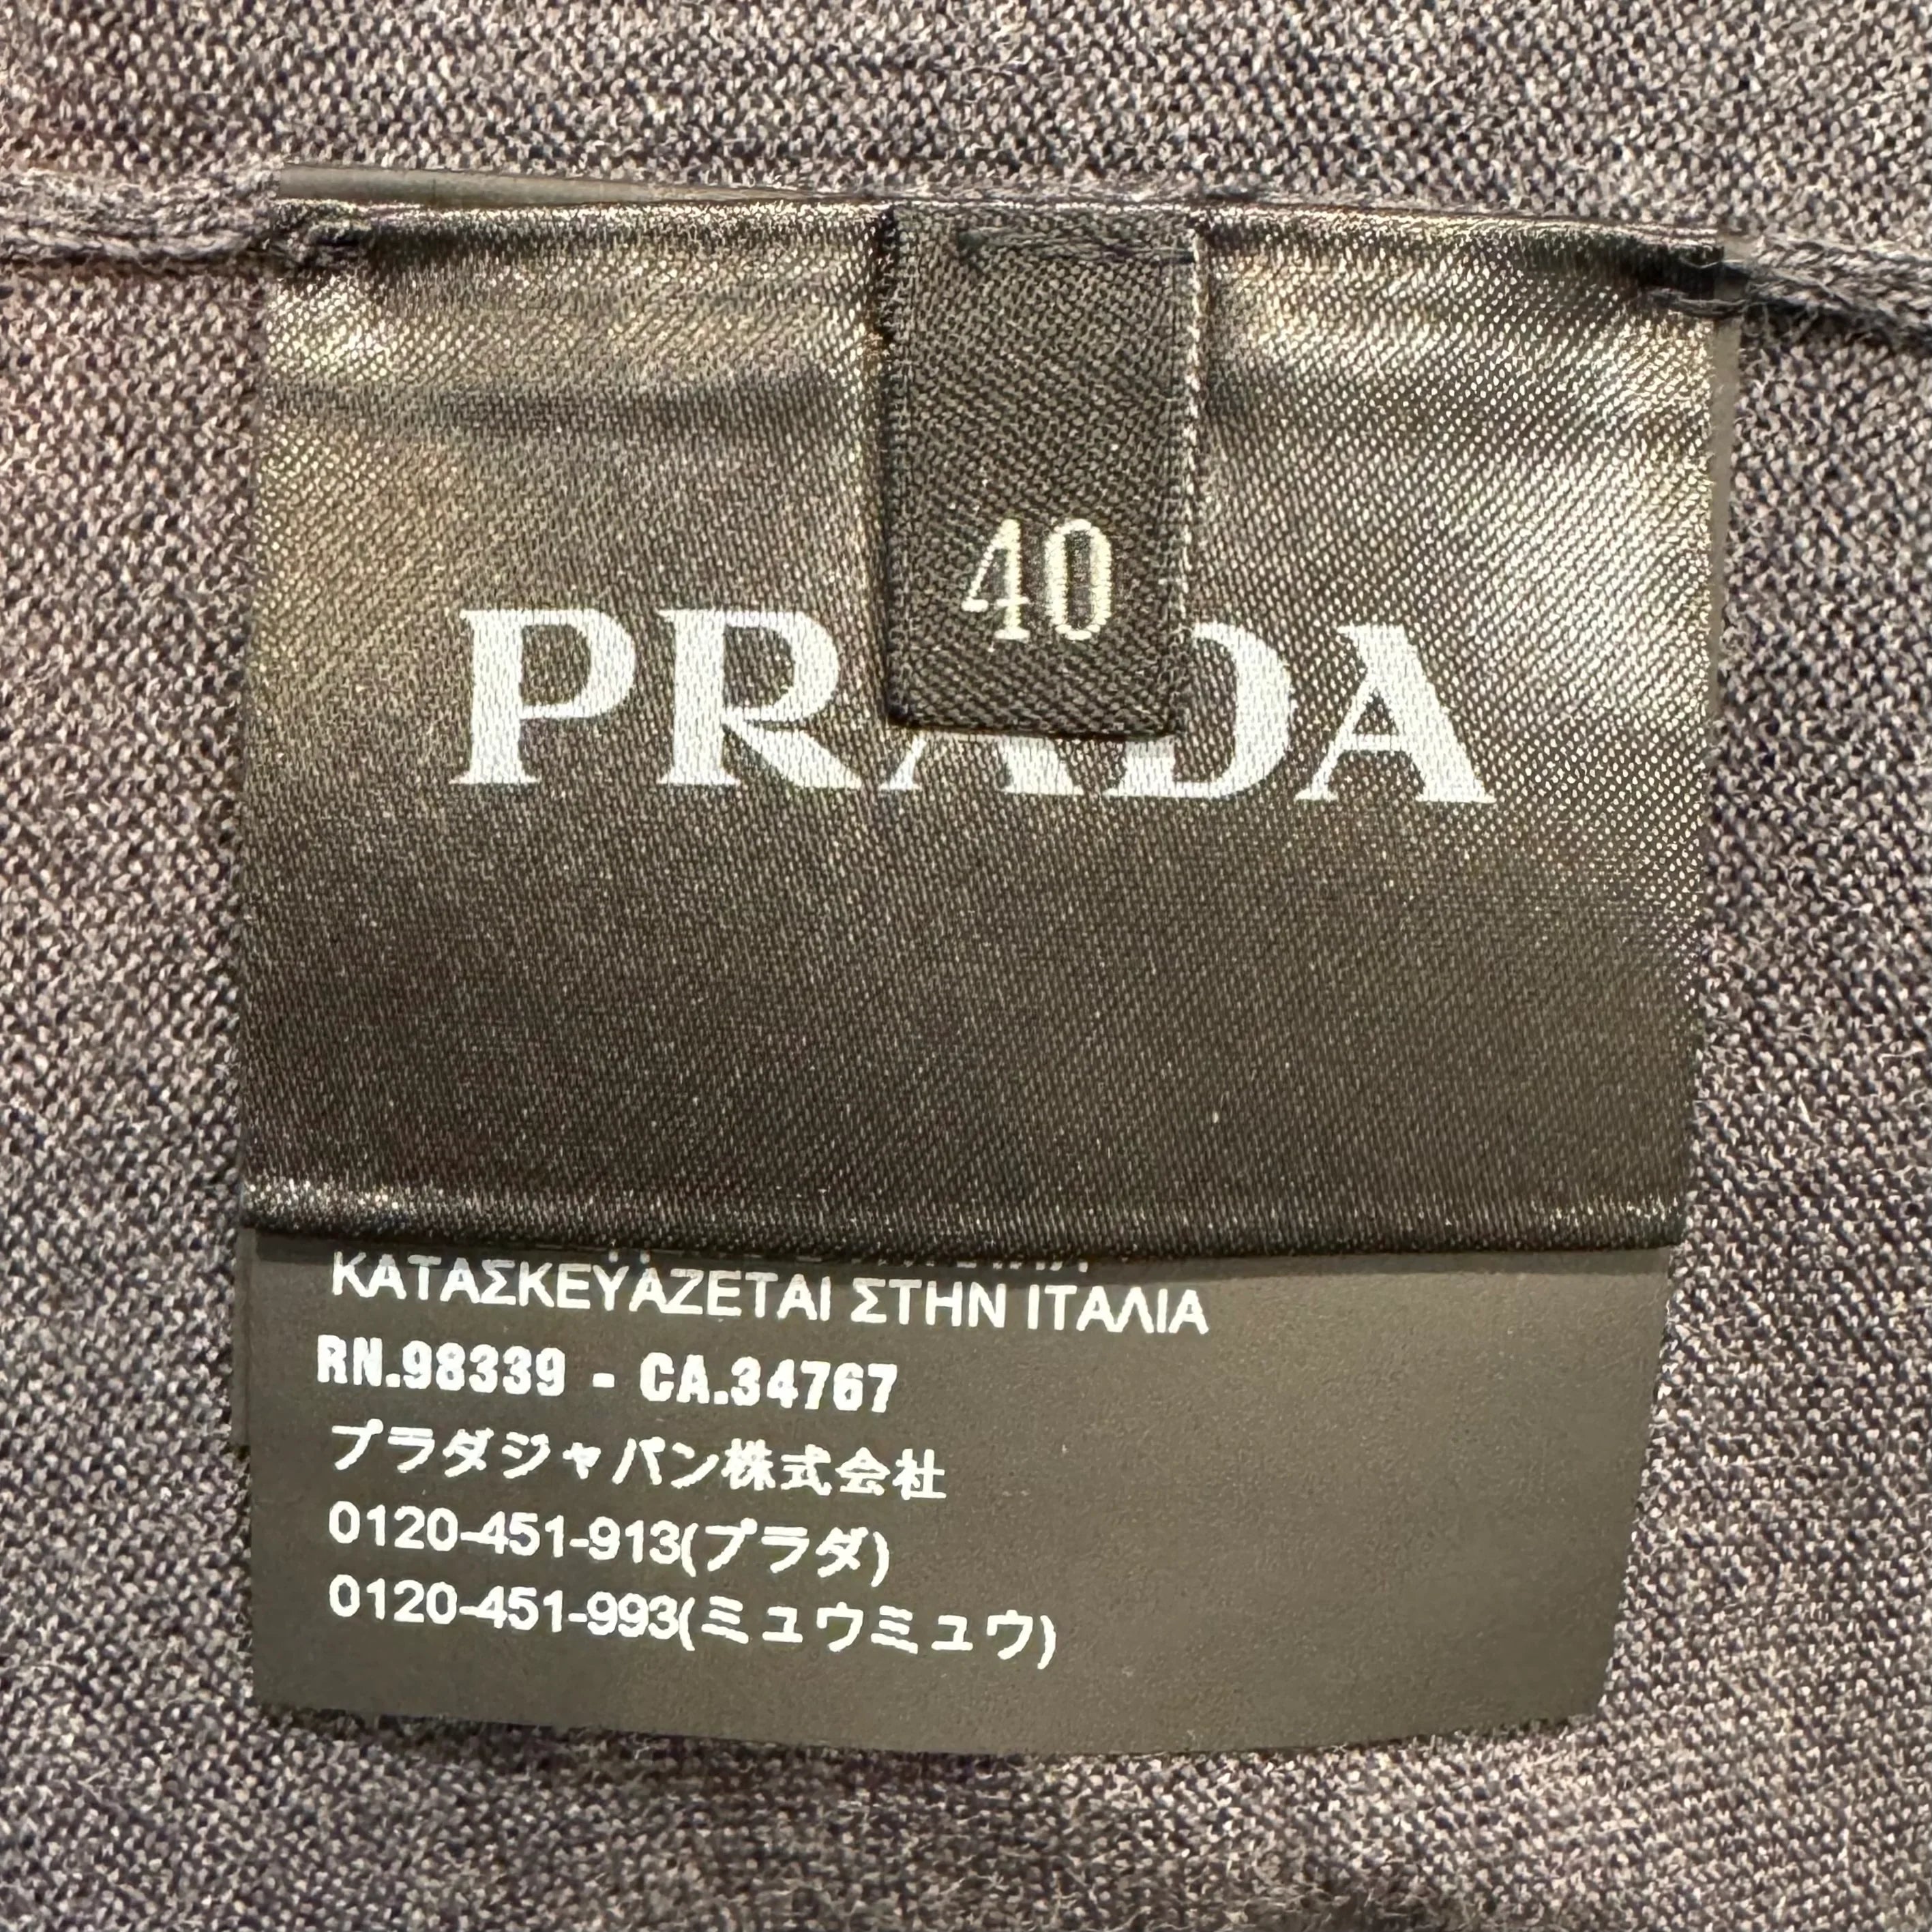 40
PRADA
ΚΑΤΑΣΚΕΥΆΖΕΤΑΙ ΣΤΗΝ ΙΤΑΛΙΑ
RN.98339 - CA.34767
プラダジャパン株式会社
0120-451-913(プラダ)
0120-451-993(ミュウミュウ)